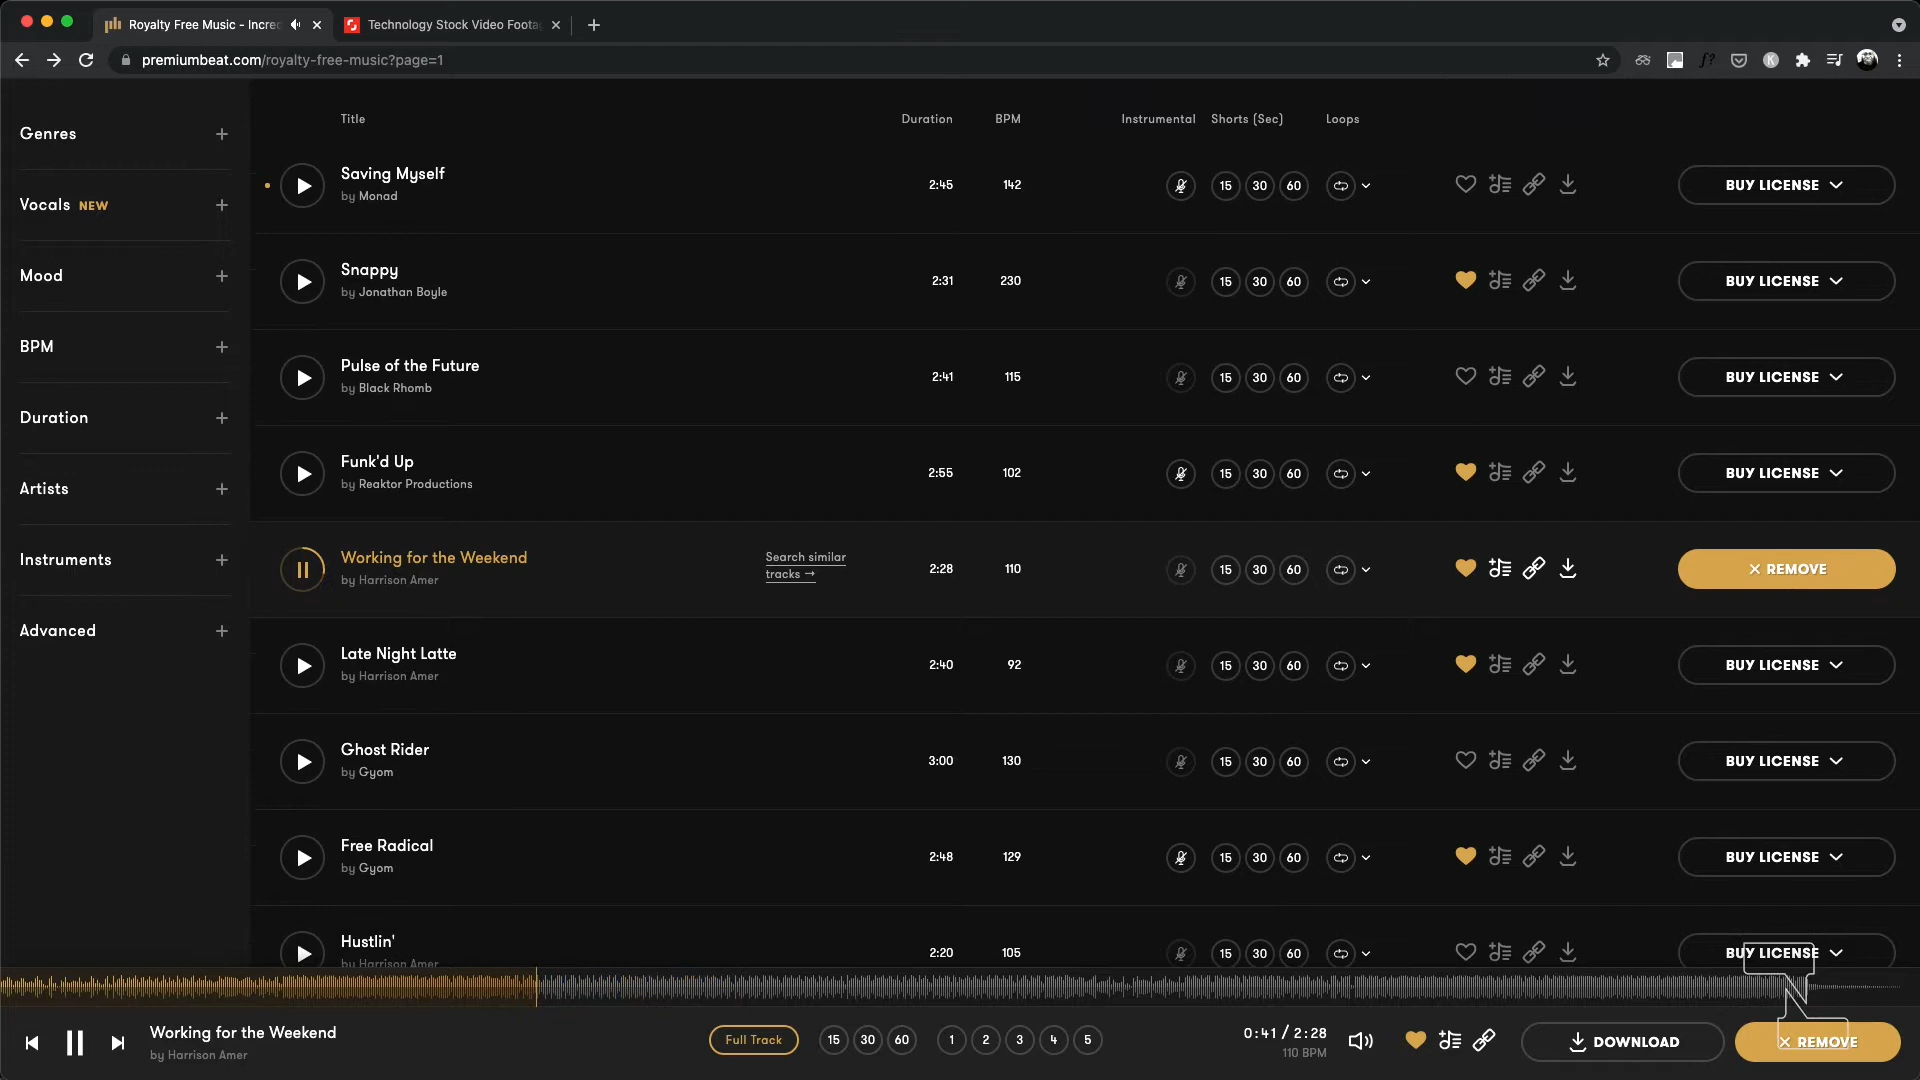 Royalty Free Music - Incre
Technology Stock Video Foota
premiumbeat.com/royalty-free-music?page=1
Title
Duration
BPM
Instrumental
Shorts (Sec)
Loops
Genres
Vocals NEW
Mood
BPM
Duration
Artists
Instruments
Advanced
Saving Myself
by Monad
2:45 142 15 30 60 BUY LICENSE
Snappy
by Jonathan Boyle
2:31 230 15 30 60 BUY LICENSE
Pulse of the Future
by Black Rhomb
2:41 115 15 30 60 BUY LICENSE
Funk'd Up
by Reaktor Productions
2:55 102 15 30 60 BUY LICENSE
Working for the Weekend
by Harrison Amer
Search similar
tracks →
2:28 110 15 30 60 × REMOVE
Late Night Latte
by Harrison Amer
2:40 92 15 30 60 BUY LICENSE
Ghost Rider
by Gyom
3:00 130 15 30 60 BUY LICENSE
Free Radical
by Gyom
2:48 129 15 30 60 BUY LICENSE
Hustlin'
by Harrison Amer
2:20 105 15 30 60 BUY LICENSE
Working for the Weekend
by Harrison Amer
Full Track 15 30 60 1 2 3 4 5
0:41 / 2:28
110 BPM
DOWNLOAD
× REMOVE